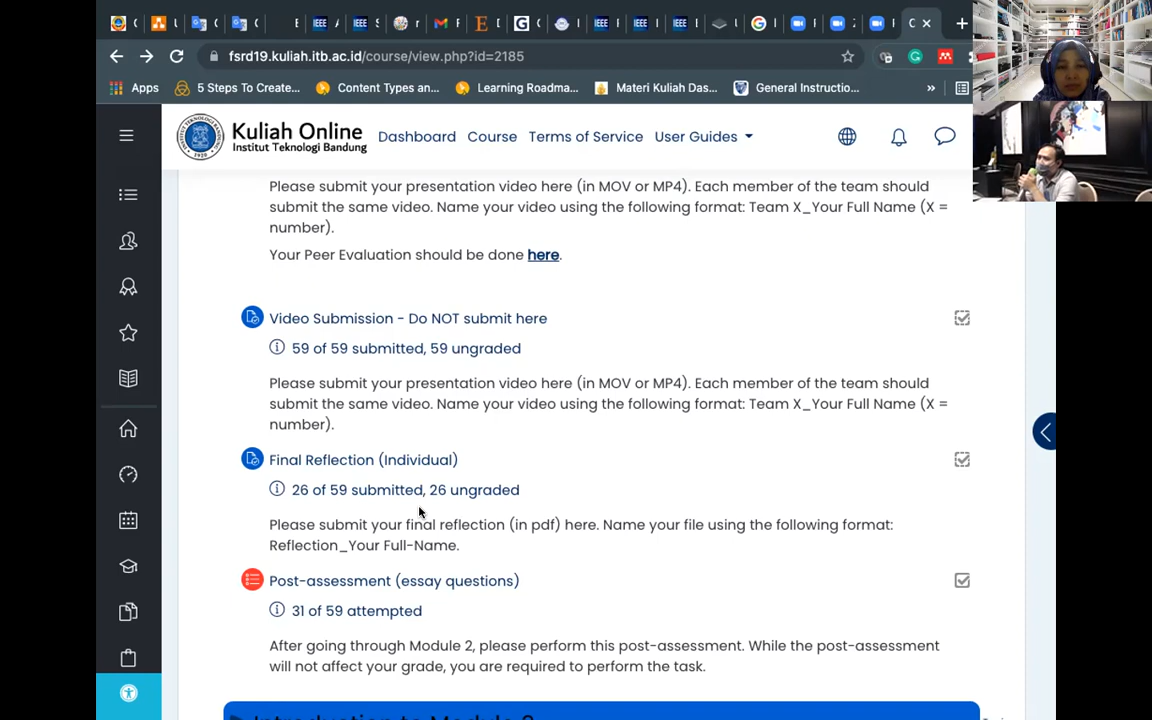 fsrd19.kuliah.itb.ac.id/course/view.php?id=2185
Apps
5 Steps To Create...
Content Types an...
Learning Roadma...
Materi Kuliah Das...
General Instructio...
»
Kuliah Online
Institut Teknologi Bandung
Dashboard
Course
Terms of Service
User Guides
Please submit your presentation video here (in MOV or MP4). Each member of the team should
submit the same video. Name your video using the following format: Team X_Your Full Name (X =
number).
Your Peer Evaluation should be done here.
Video Submission - Do NOT submit here
59 of 59 submitted, 59 ungraded
Please submit your presentation video here (in MOV or MP4). Each member of the team should
submit the same video. Name your video using the following format: Team X_Your Full Name (X =
number).
Final Reflection (Individual)
26 of 59 submitted, 26 ungraded
Please submit your final reflection (in pdf) here. Name your file using the following format:
Reflection_Your Full-Name.
Post-assessment (essay questions)
31 of 59 attempted
After going through Module 2, please perform this post-assessment. While the post-assessment
will not affect your grade, you are required to perform the task.